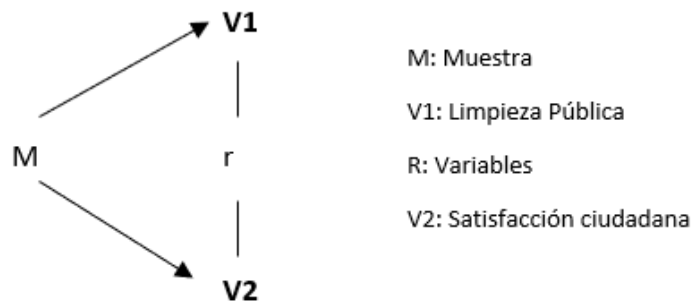 V1
M
r
V2
M: Muestra
V1: Limpieza Pública
R: Variables
V2: Satisfacción ciudadana